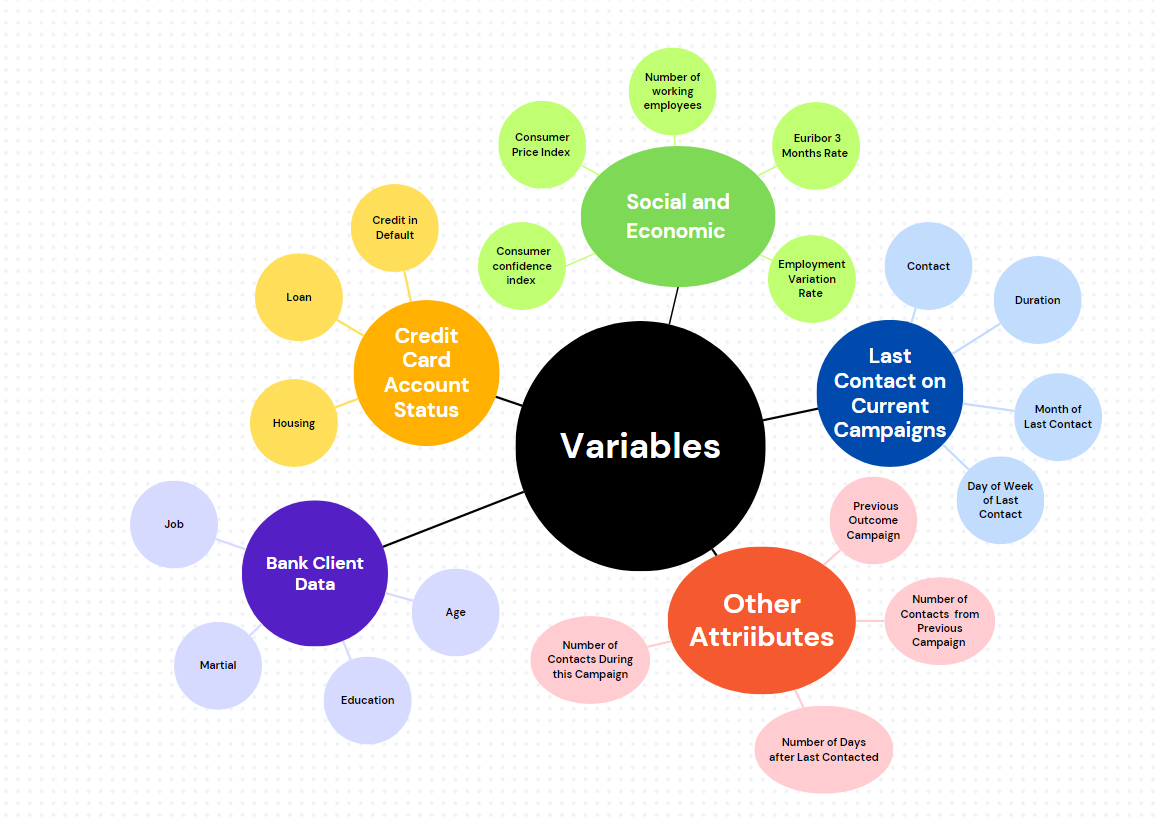 Number of
working
employees
Consumer
Price Index
Euribor 3
Months Rate
Social and
Economic
Credit in
Default
Consumer
confidence
index
Employment
Variation
Rate
Contact
Loan
Duration
Credit
Card
Account
Status
Last
Contact on
Current
Campaigns
Housing
Month of
Last Contact
Variables
Day of Week
of Last
Contact
Previous
Outcome
Campaign
Job
Bank Client
Data
Age
Other
Attriibutes
Number of
Contacts from
Previous
Campaign
Number of
Contacts During
this Campaign
Martial
Education
Number of Days
after Last Contacted